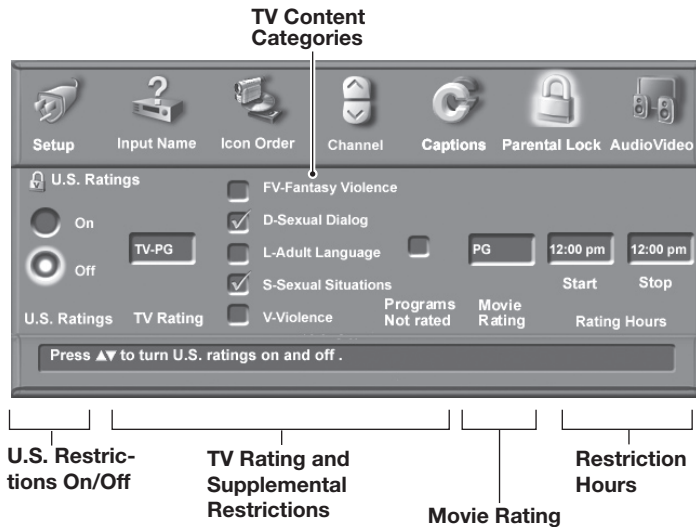 TV Content
Categories
Setup
Input Name
Icon Order
Channel
Captions
Parental Lock
AudioVideo
U.S. Ratings
On
Off
U.S. Ratings
TV-PG
TV Rating
FV-Fantasy Violence
D-Sexual Dialog
L-Adult Language
S-Sexual Situations
V-Violence
Programs
Not rated
PG
Movie
Rating
12:00 pm
12:00 pm
Start
Stop
Rating Hours
Press ▲▼ to turn U.S. ratings on and off .
U.S. Restric-
tions On/Off
TV Rating and
Supplemental
Restrictions
Movie Rating
Restriction
Hours